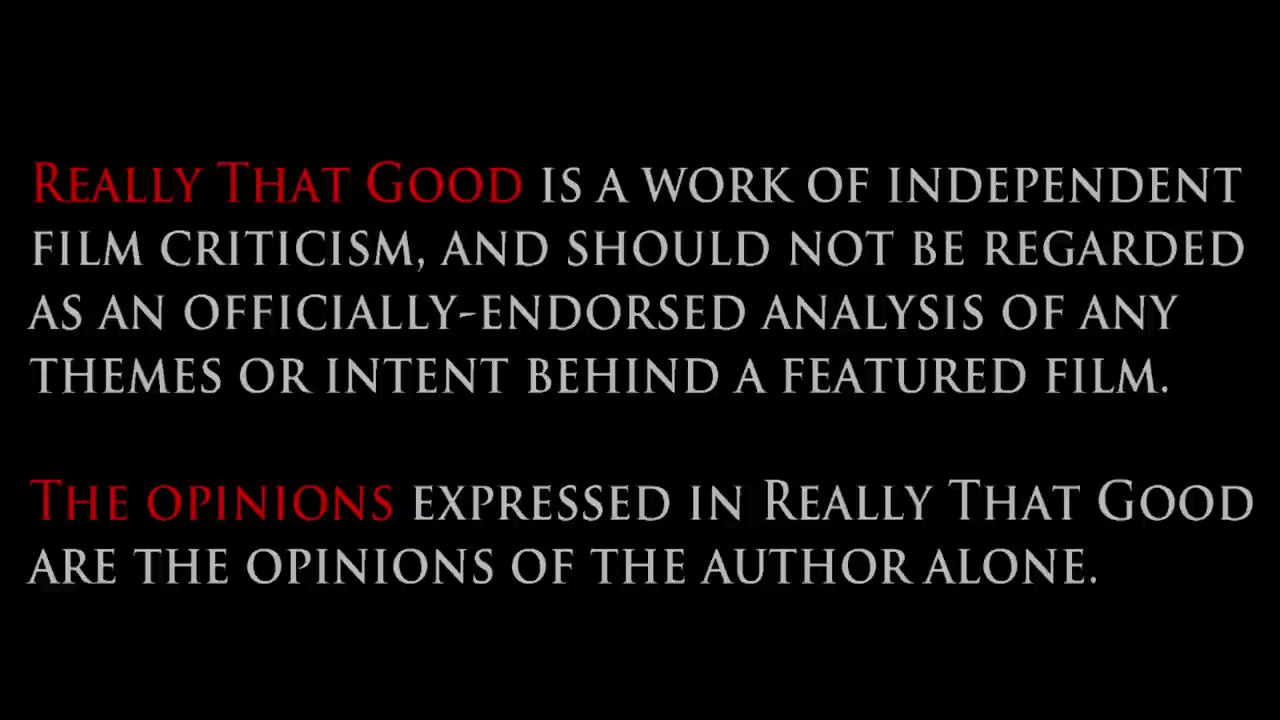 Really That Good is a work of independent
film criticism, and should not be regarded
as an officially-endorsed analysis of any
themes or intent behind a featured film.
The opinions expressed in Really That Good
are the opinions of the author alone.